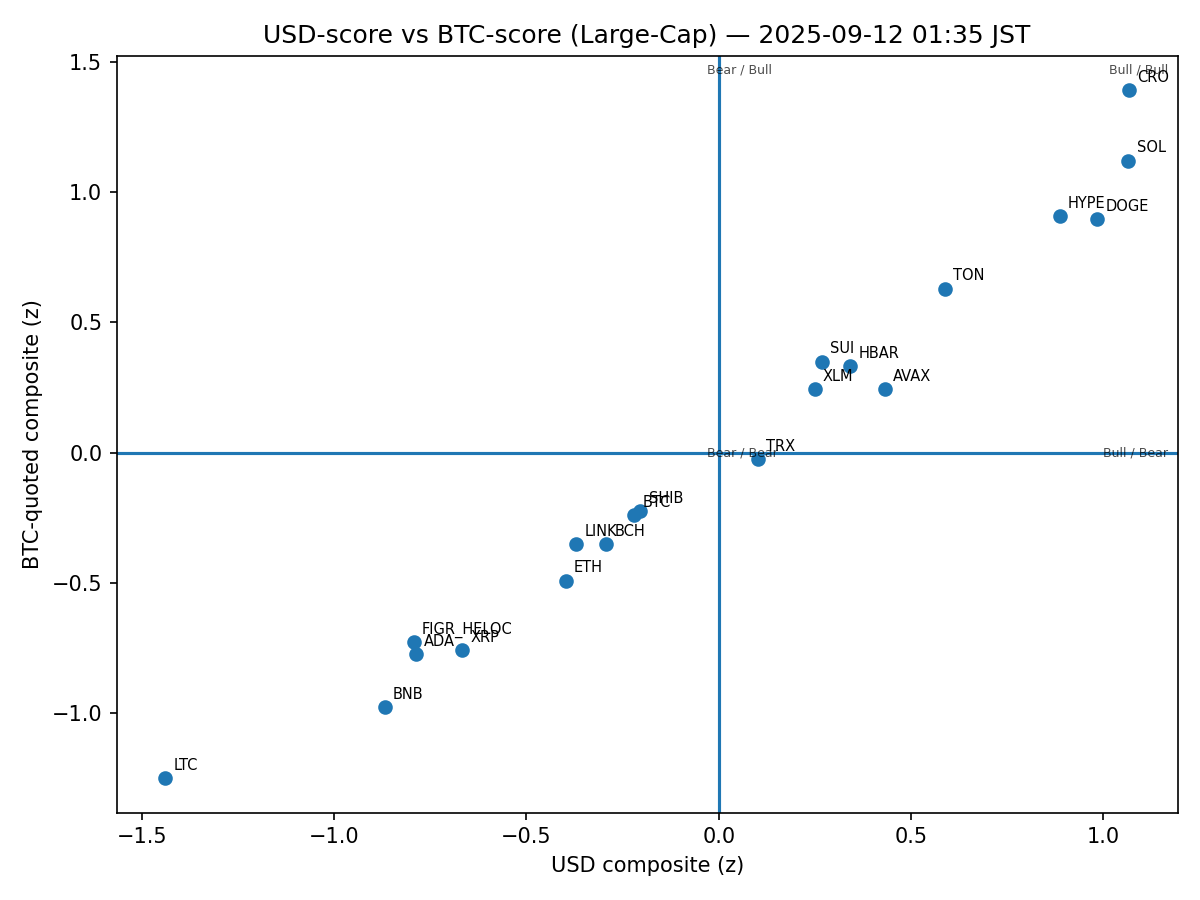 USD-score vs BTC-score (Large-Cap) — 2025-09-12 01:35 JST
Bear / Bull
Bull / Bull
CRO
SOL
HYPE
DOGE
TON
SUI
HBAR
XLM
AVAX
TRX
Bear / Bear
Bull / Bear
SHIB
BTC
LINK
BCH
ETH
FIGR_HELOC
XRP
ADA
BNB
LTC
1.5
1.0
0.5
0.0
−0.5
−1.0
BTC-quoted composite (z)
−1.5
−1.0
−0.5
0.0
0.5
1.0
USD composite (z)